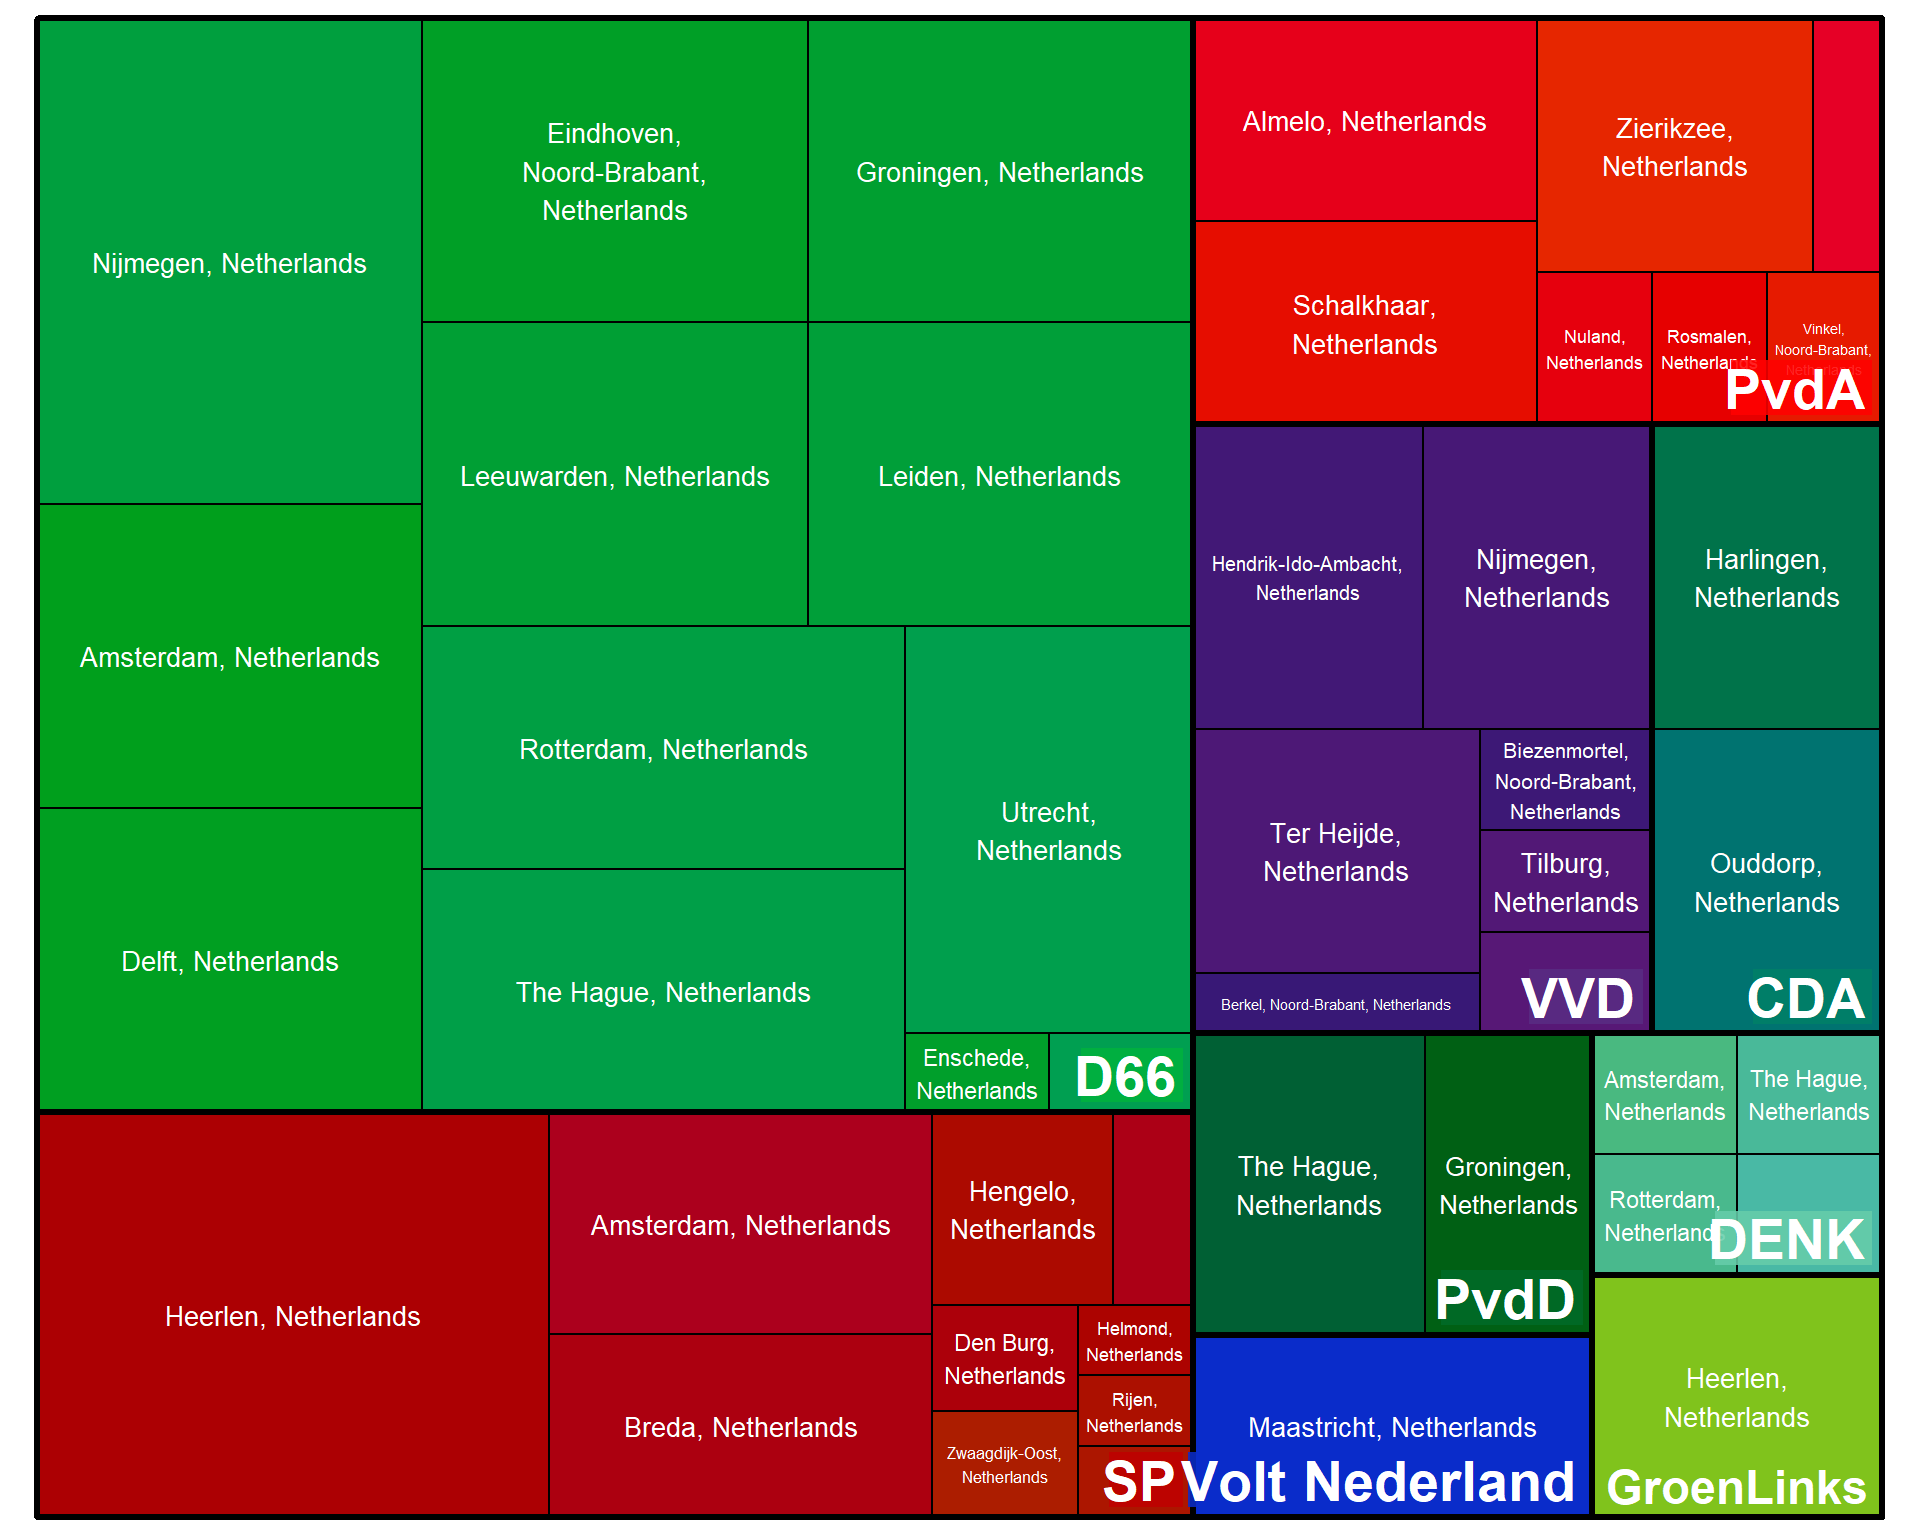 Nijmegen, Netherlands
Amsterdam, Netherlands
Delft, Netherlands
Eindhoven,
Noord-Brabant,
Netherlands
Groningen, Netherlands
Leeuwarden, Netherlands
Leiden, Netherlands
Rotterdam, Netherlands
The Hague, Netherlands
Utrecht,
Netherlands
Enschede,
Netherlands
D66
Heerlen, Netherlands
Amsterdam, Netherlands
Breda, Netherlands
Hengelo,
Netherlands
Den Burg,
Netherlands
Zwaagdijk-Oost,
Netherlands
Helmond,
Netherlands
Rijen,
Netherlands
SP
Almelo, Netherlands
Schalkhaar,
Netherlands
Zierikzee,
Netherlands
Nuland,
Netherlands
Rosmalen,
Netherlands
Vinkel,
Noord-Brabant,
Netherlands
PvdA
Hendrik-Ido-Ambacht,
Netherlands
Nijmegen,
Netherlands
Ter Heijde,
Netherlands
Berkel, Noord-Brabant, Netherlands
Biezenmortel,
Noord-Brabant,
Netherlands
Tilburg,
Netherlands
VVD
Harlingen,
Netherlands
Ouddorp,
Netherlands
CDA
The Hague,
Netherlands
Groningen,
Netherlands
PvdD
Amsterdam,
Netherlands
The Hague,
Netherlands
Rotterdam,
Netherlands
DENK
Maastricht, Netherlands
Volt Nederland
Heerlen,
Netherlands
GroenLinks